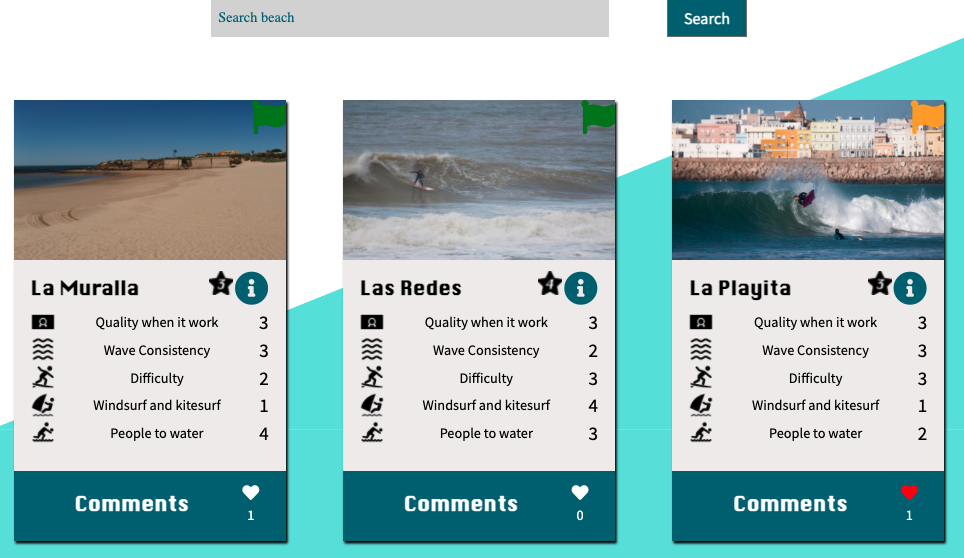 Search beach
Search
La Muralla 3
Quality when it work 3
Wave Consistency 3
Difficulty 2
Windsurf and kitesurf 1
People to water 4
Comments
1
Las Redes 4
Quality when it work 3
Wave Consistency 2
Difficulty 3
Windsurf and kitesurf 4
People to water 3
Comments
0
La Playita 3
Quality when it work 3
Wave Consistency 3
Difficulty 3
Windsurf and kitesurf 1
People to water 2
Comments
1